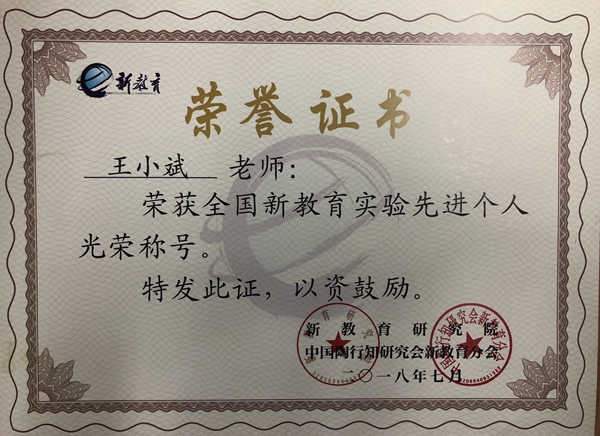 新教育
荣誉证书
王小斌 老师：
荣获全国新教育实验先进个人
光荣称号。
特发此证，以资鼓励。
新教育研究院
中国陶行知研究会新教育分会
二〇一八年七月